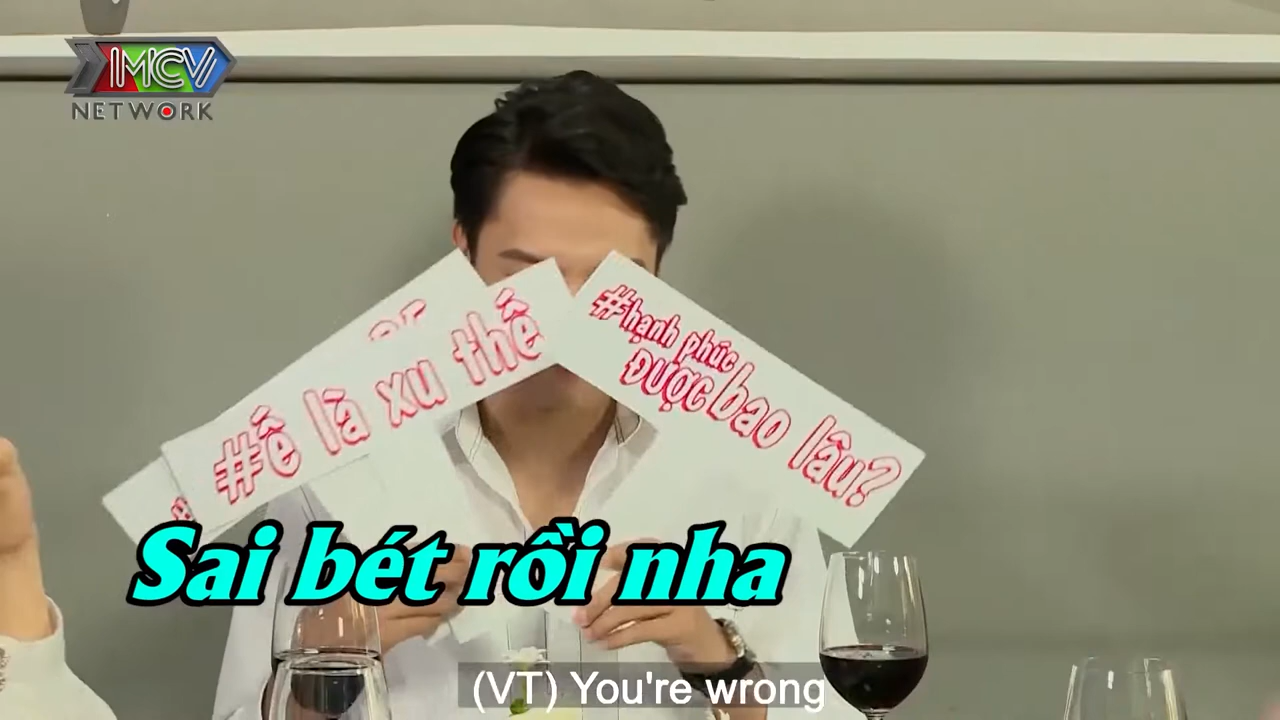 MCV
NETWORK
#ế là xu thế
#hạnh phúc
ĐƯỢC bao lâu?
Sai bét rồi nha
(VT) You're wrong